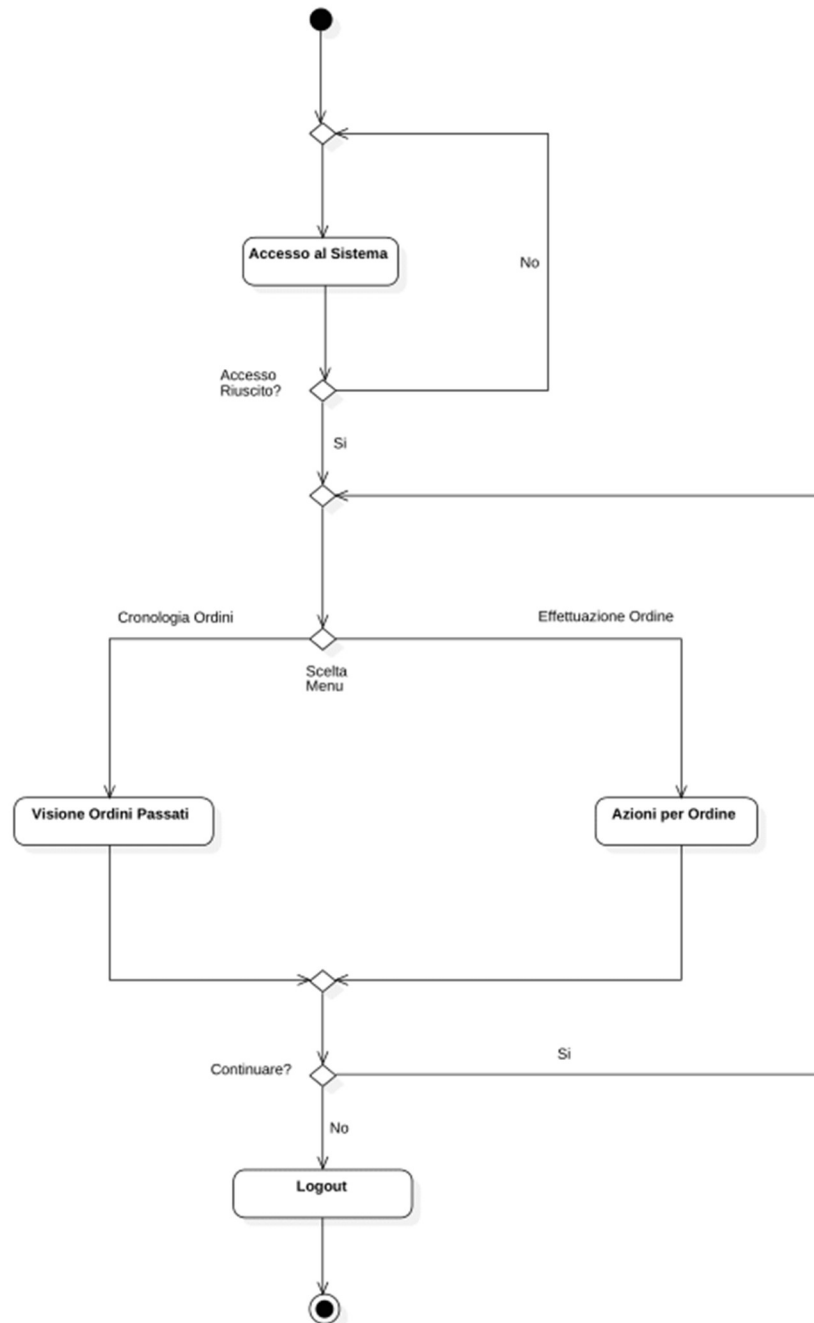 Accesso al Sistema
No
Accesso
Riuscito?
Si
Cronologia Ordini
Effettuazione Ordine
Scelta
Menu
Visione Ordini Passati
Azioni per Ordine
Si
Continuare?
No
Logout